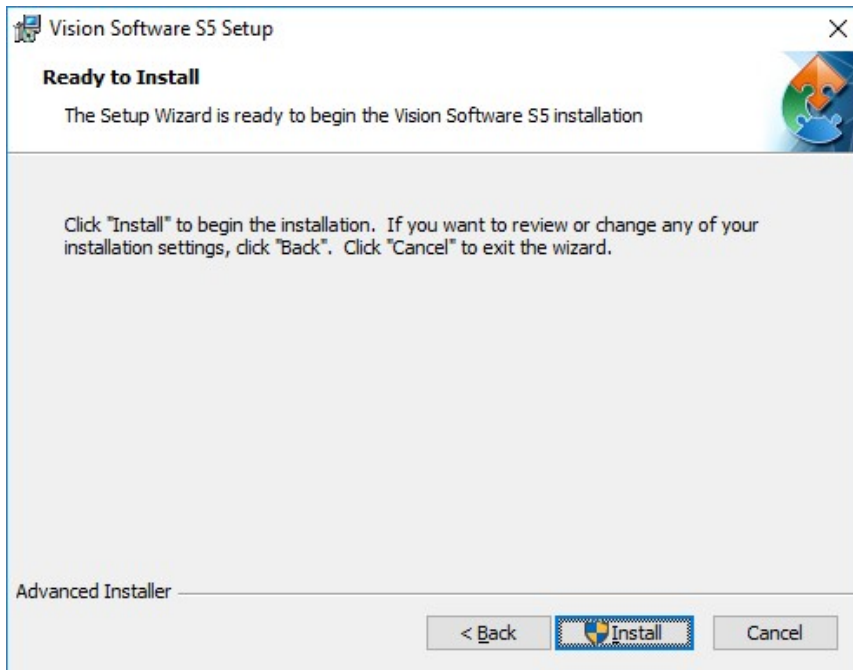 Vision Software S5 Setup
Ready to Install
The Setup Wizard is ready to begin the Vision Software S5 installation
Click "Install" to begin the installation.  If you want to review or change any of your
installation settings, click "Back".  Click "Cancel" to exit the wizard.
Advanced Installer
< Back
Install
Cancel